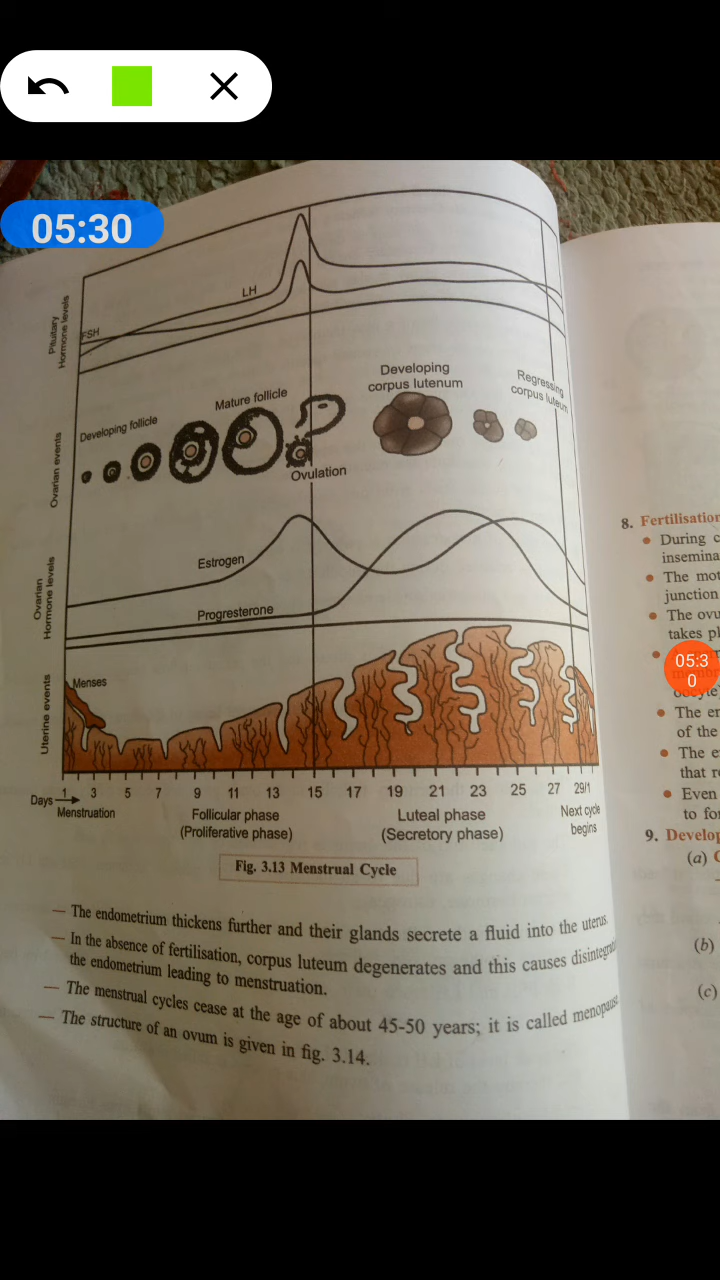 05:30
Pituitary
Hormone levels
LH
FSH
Ovarian events
Developing follicle
Mature follicle
Ovulation
Developing
corpus lutenum
Regressing
corpus luteum
Ovarian
Hormone levels
Estrogen
Progresterone
Uterine events
Menses
Days
1 3 5 7 9 11 13 15 17 19 21 23 25 27 29/1
Menstruation
Follicular phase
(Proliferative phase)
Luteal phase
(Secretory phase)
Next cycle
begins
Fig. 3.13 Menstrual Cycle
— The endometrium thickens further and their glands secrete a fluid into the uterus.
— In the absence of fertilisation, corpus luteum degenerates and this causes
the endometrium leading to menstruation.
— The menstrual cycles cease at the age of about 45-50 years; it is called
— The structure of an ovum is given in fig. 3.14.
8. Fertilisation
• During
insemina
• The mot
junction
• The ovu
takes pl
05:3
0
• The er
of the
• The e
that r
• Even
to for
9. Develop
(a)
(b)
(c)